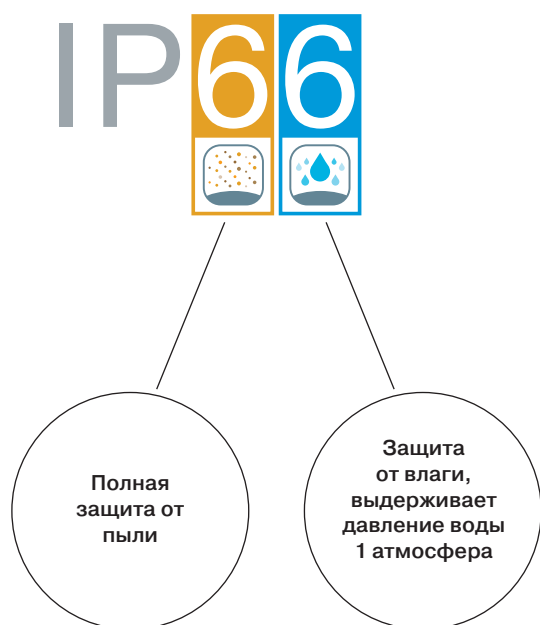 IP66
Полная
защита от
пыли
Защита
от влаги,
выдерживает
давление воды
1 атмосфера